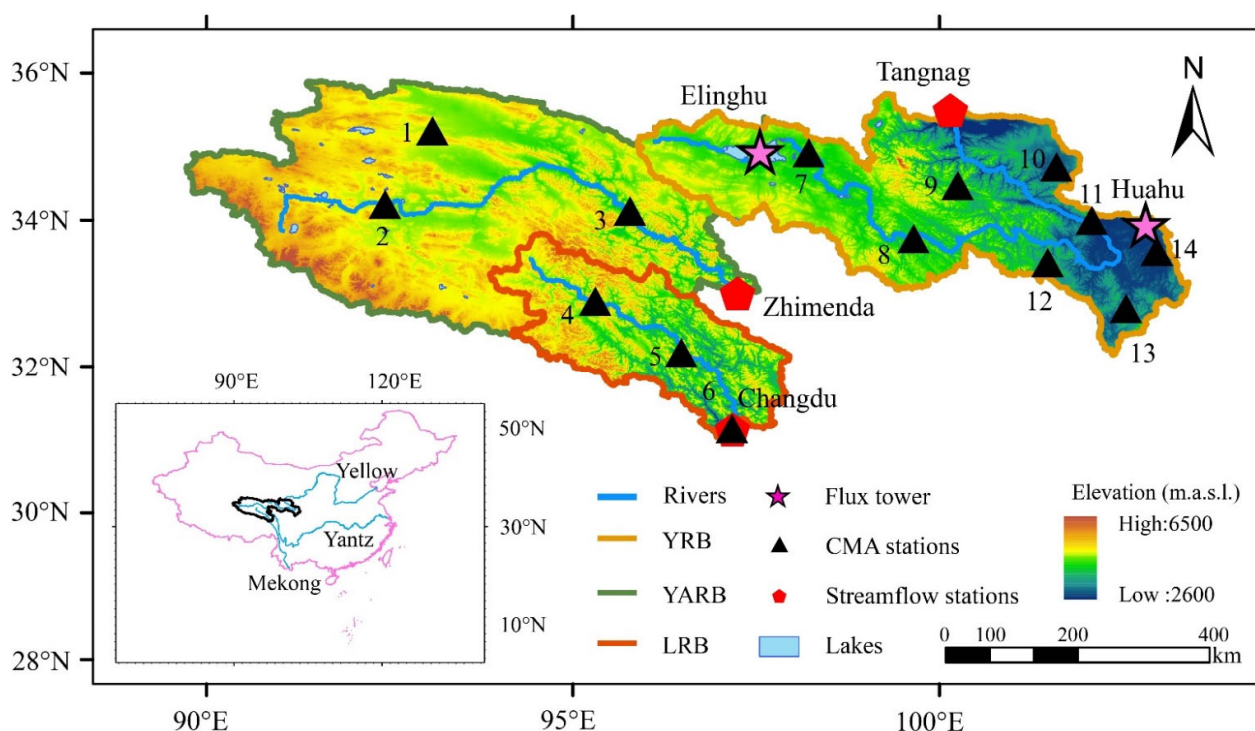 36°N
34°N
32°N
30°N
28°N
90°E
95°E
100°E
Tangnag
N
Elinghu
1
10
7
9
11
Huahu
2
3
8
14
12
Zhimenda
4
13
5
6
Changdu
90°E
120°E
50°N
30°N
10°N
Yellow
Yantz
Mekong
Rivers
YRB
YARB
LRB
Flux tower
CMA stations
Streamflow stations
Lakes
Elevation (m.a.s.l.)
High:6500
Low :2600
0
100
200
400
km